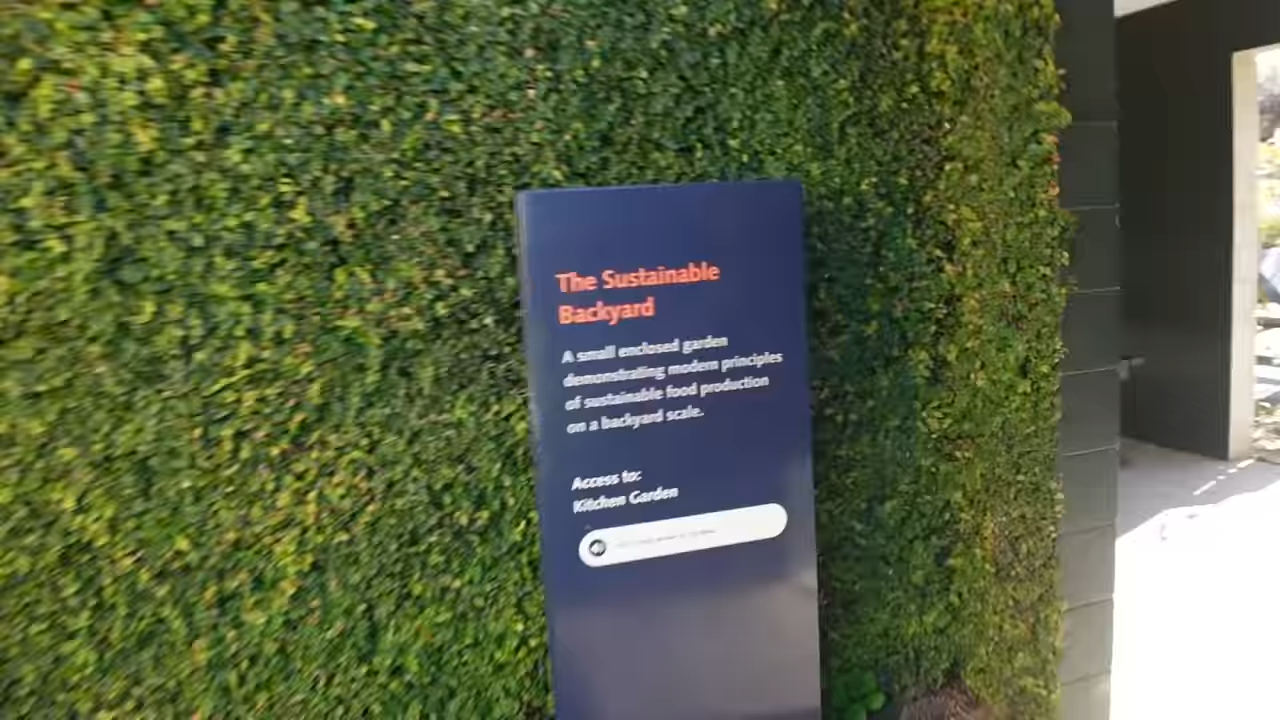 The Sustainable
Backyard
A small enclosed garden
demonstrating modern principles
of sustainable food production
on a backyard scale.
Access to:
Kitchen Garden